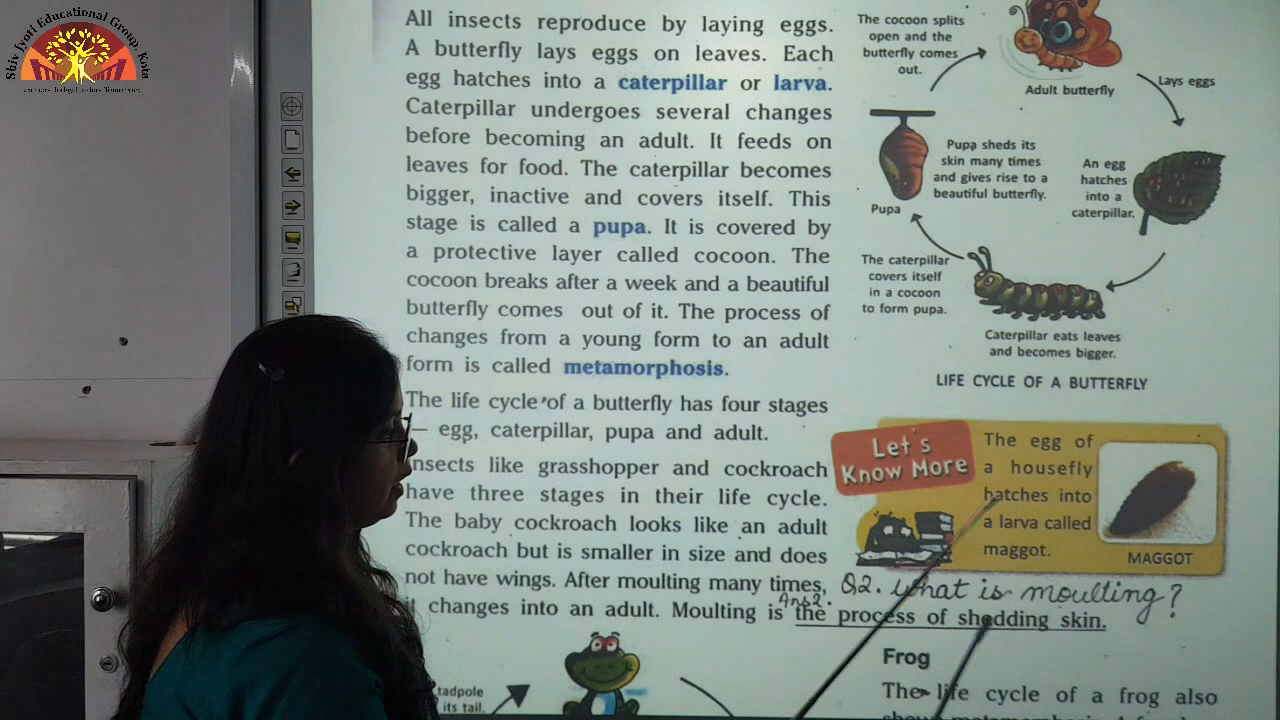 Shiv Jyoti Educational Group, Kota
All insects reproduce by laying eggs.
A butterfly lays eggs on leaves. Each
egg hatches into a caterpillar or larva.
Caterpillar undergoes several changes
before becoming an adult. It feeds on
leaves for food. The caterpillar becomes
bigger, inactive and covers itself. This
stage is called a pupa. It is covered by
a protective layer called cocoon. The
cocoon breaks after a week and a beautiful
butterfly comes out of it. The process of
changes from a young form to an adult
form is called metamorphosis.
The life cycle of a butterfly has four stages
— egg, caterpillar, pupa and adult.
nsects like grasshopper and cockroach
have three stages in their life cycle.
The baby cockroach looks like an adult
cockroach but is smaller in size and does
not have wings. After moulting many times,
it changes into an adult. Moulting is
Ans2.
the process of shedding skin.
Q2. What is moulting?
The cocoon splits
open and the
butterfly comes
out.
Adult butterfly
Lays eggs
Pupa sheds its
skin many times
and gives rise to a
beautiful butterfly.
An egg
hatches
into a
caterpillar.
Pupa
The caterpillar
covers itself
in a cocoon
to form pupa.
Caterpillar eats leaves
and becomes bigger.
LIFE CYCLE OF A BUTTERFLY
Let's
Know More
The egg of
a housefly
hatches into
a larva called
maggot.
MAGGOT
Frog
The life cycle of a frog also
tadpole
its tail.